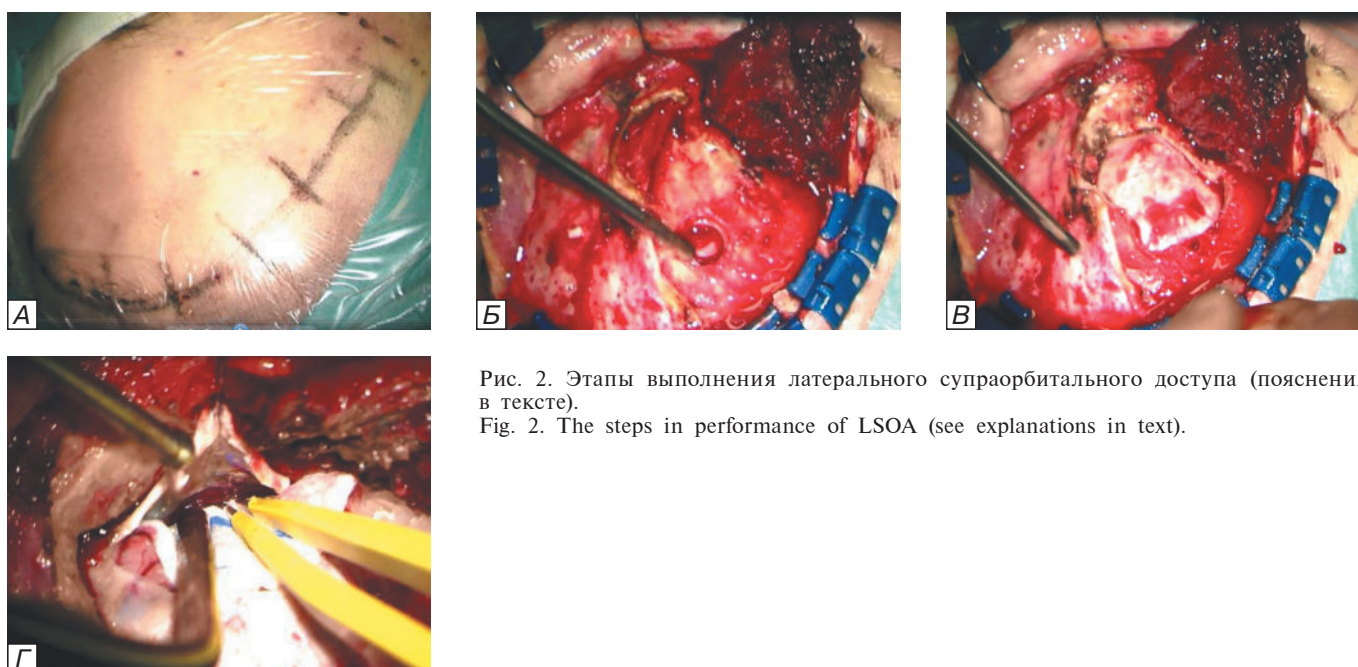 А
Б
В
Рис. 2. Этапы выполнения латерального супраорбитального доступа (пояснения
в тексте).
Fig. 2. The steps in performance of LSOA (see explanations in text).
Г